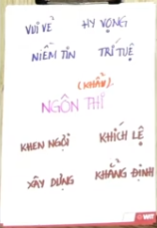 VUI VẺ HY VỌNG
NIỀM TIN TRÍ TUỆ
(KHẨU)
NGÔN THÍ
KHEN NGỢI KHÍCH LỆ
XÂY DỰNG KHẲNG ĐỊNH